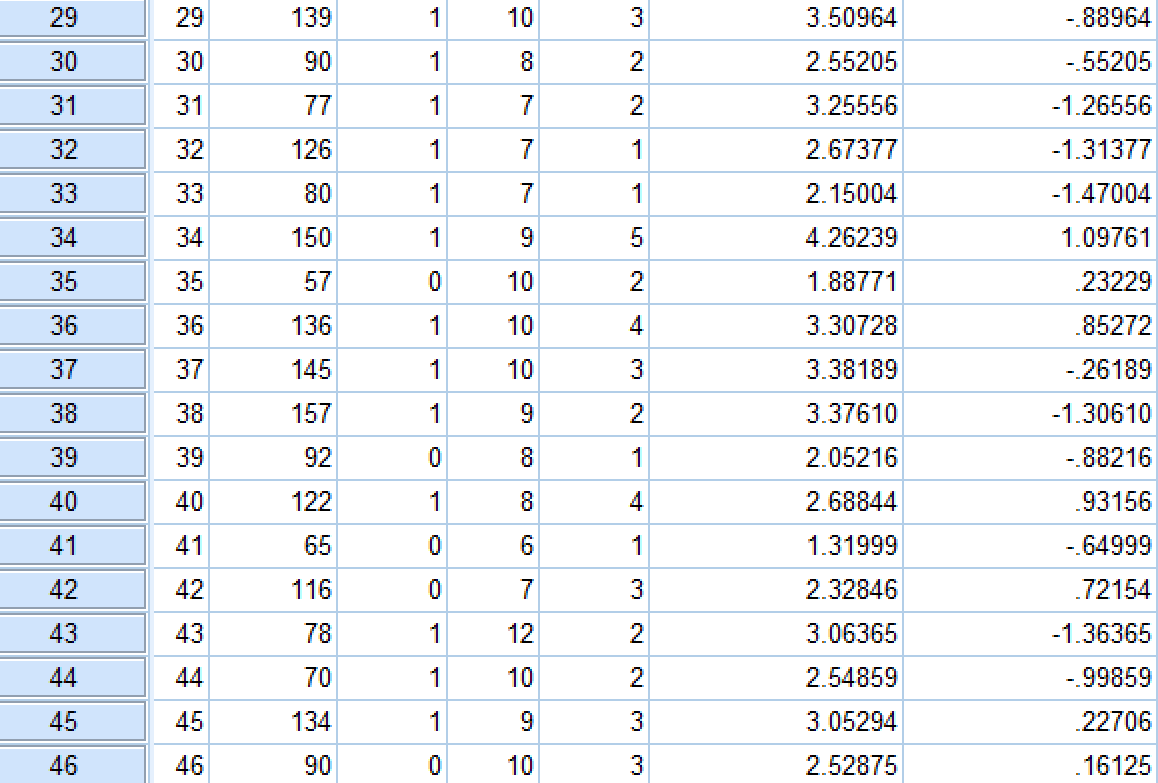 29 29 139 1 10 3 3.50964 -.88964
30 30 90 1 8 2 2.55205 -.55205
31 31 77 1 7 2 3.25556 -1.26556
32 32 126 1 7 1 2.67377 -1.31377
33 33 80 1 7 1 2.15004 -1.47004
34 34 150 1 9 5 4.26239 1.09761
35 35 57 0 10 2 1.88771 .23229
36 36 136 1 10 4 3.30728 .85272
37 37 145 1 10 3 3.38189 -.26189
38 38 157 1 9 2 3.37610 -1.30610
39 39 92 0 8 1 2.05216 -.88216
40 40 122 1 8 4 2.68844 .93156
41 41 65 0 6 1 1.31999 -.64999
42 42 116 0 7 3 2.32846 .72154
43 43 78 1 12 2 3.06365 -1.36365
44 44 70 1 10 2 2.54859 -.99859
45 45 134 1 9 3 3.05294 .22706
46 46 90 0 10 3 2.52875 .16125